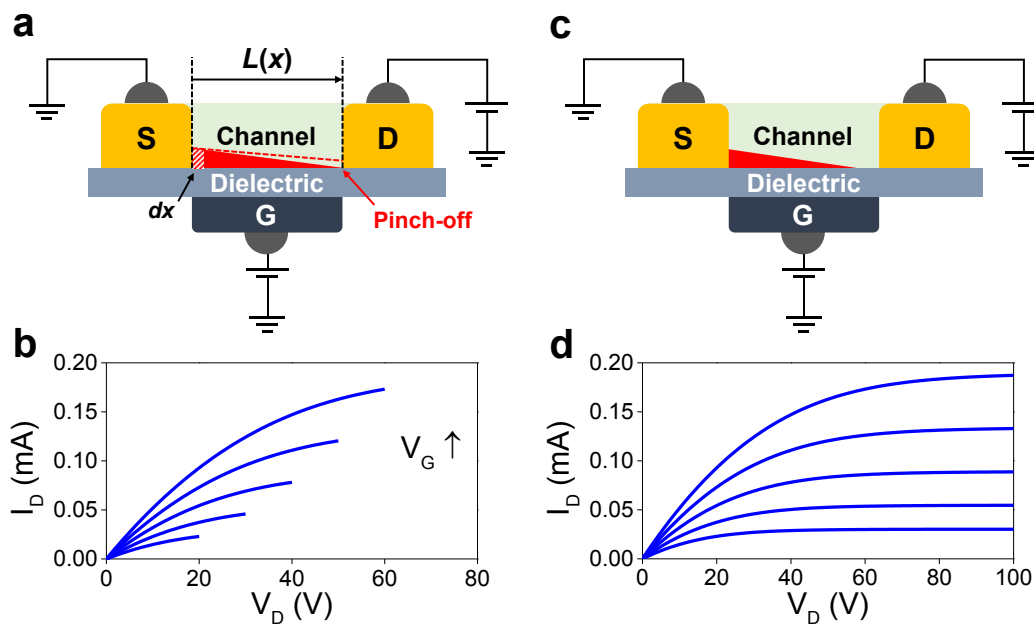 a
L(x)
S
Channel
D
Dielectric
dx
G
Pinch-off
c
S
Channel
D
Dielectric
G
b
I_D (mA)
0.20
0.15
0.10
0.05
0.00
V_G ↑
0 20 40 60 80
V_D (V)
d
I_D (mA)
0.20
0.15
0.10
0.05
0.00
0 20 40 60 80 100
V_D (V)